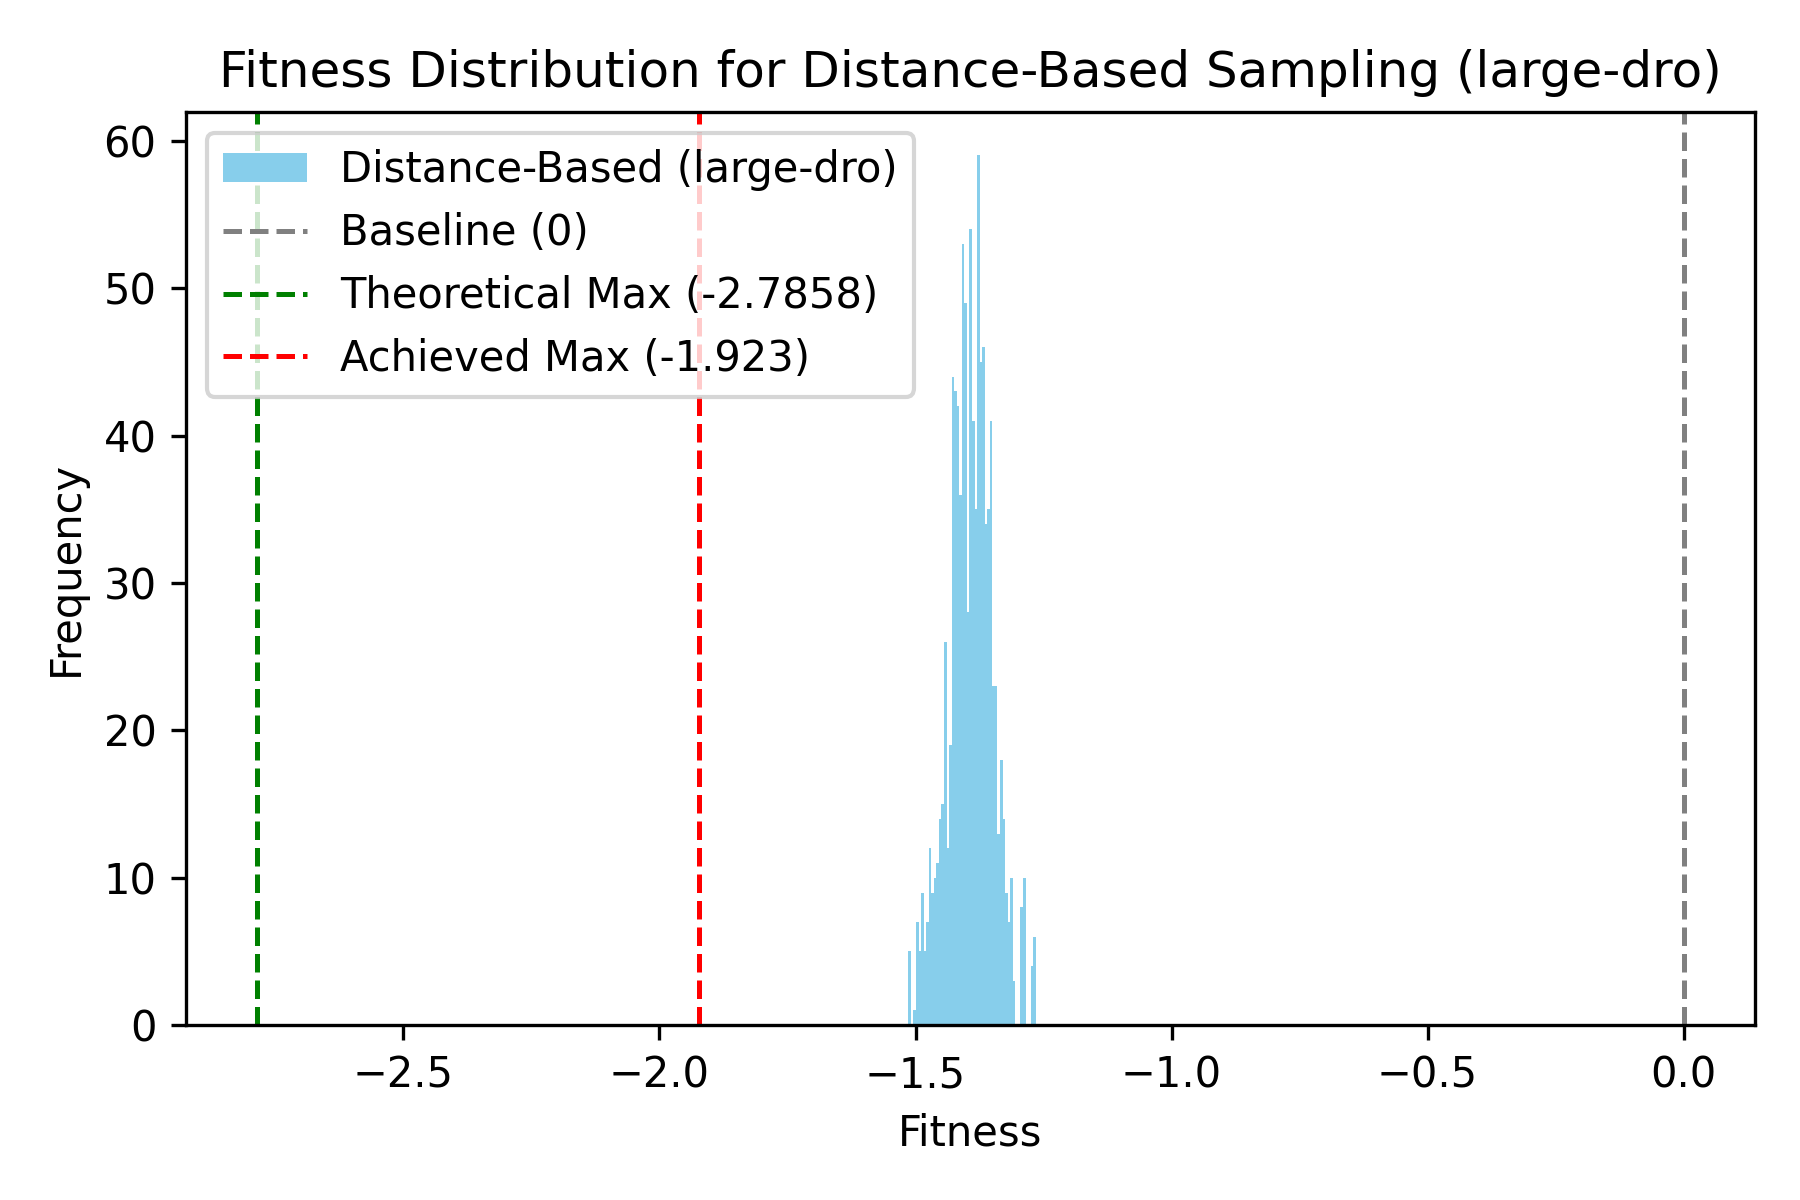 Fitness Distribution for Distance-Based Sampling (large-dro)
Distance-Based (large-dro)
Baseline (0)
Theoretical Max (-2.7858)
Achieved Max (-1.923)
60
50
40
30
20
10
0
Frequency
−2.5
−2.0
−1.5
−1.0
−0.5
0.0
Fitness